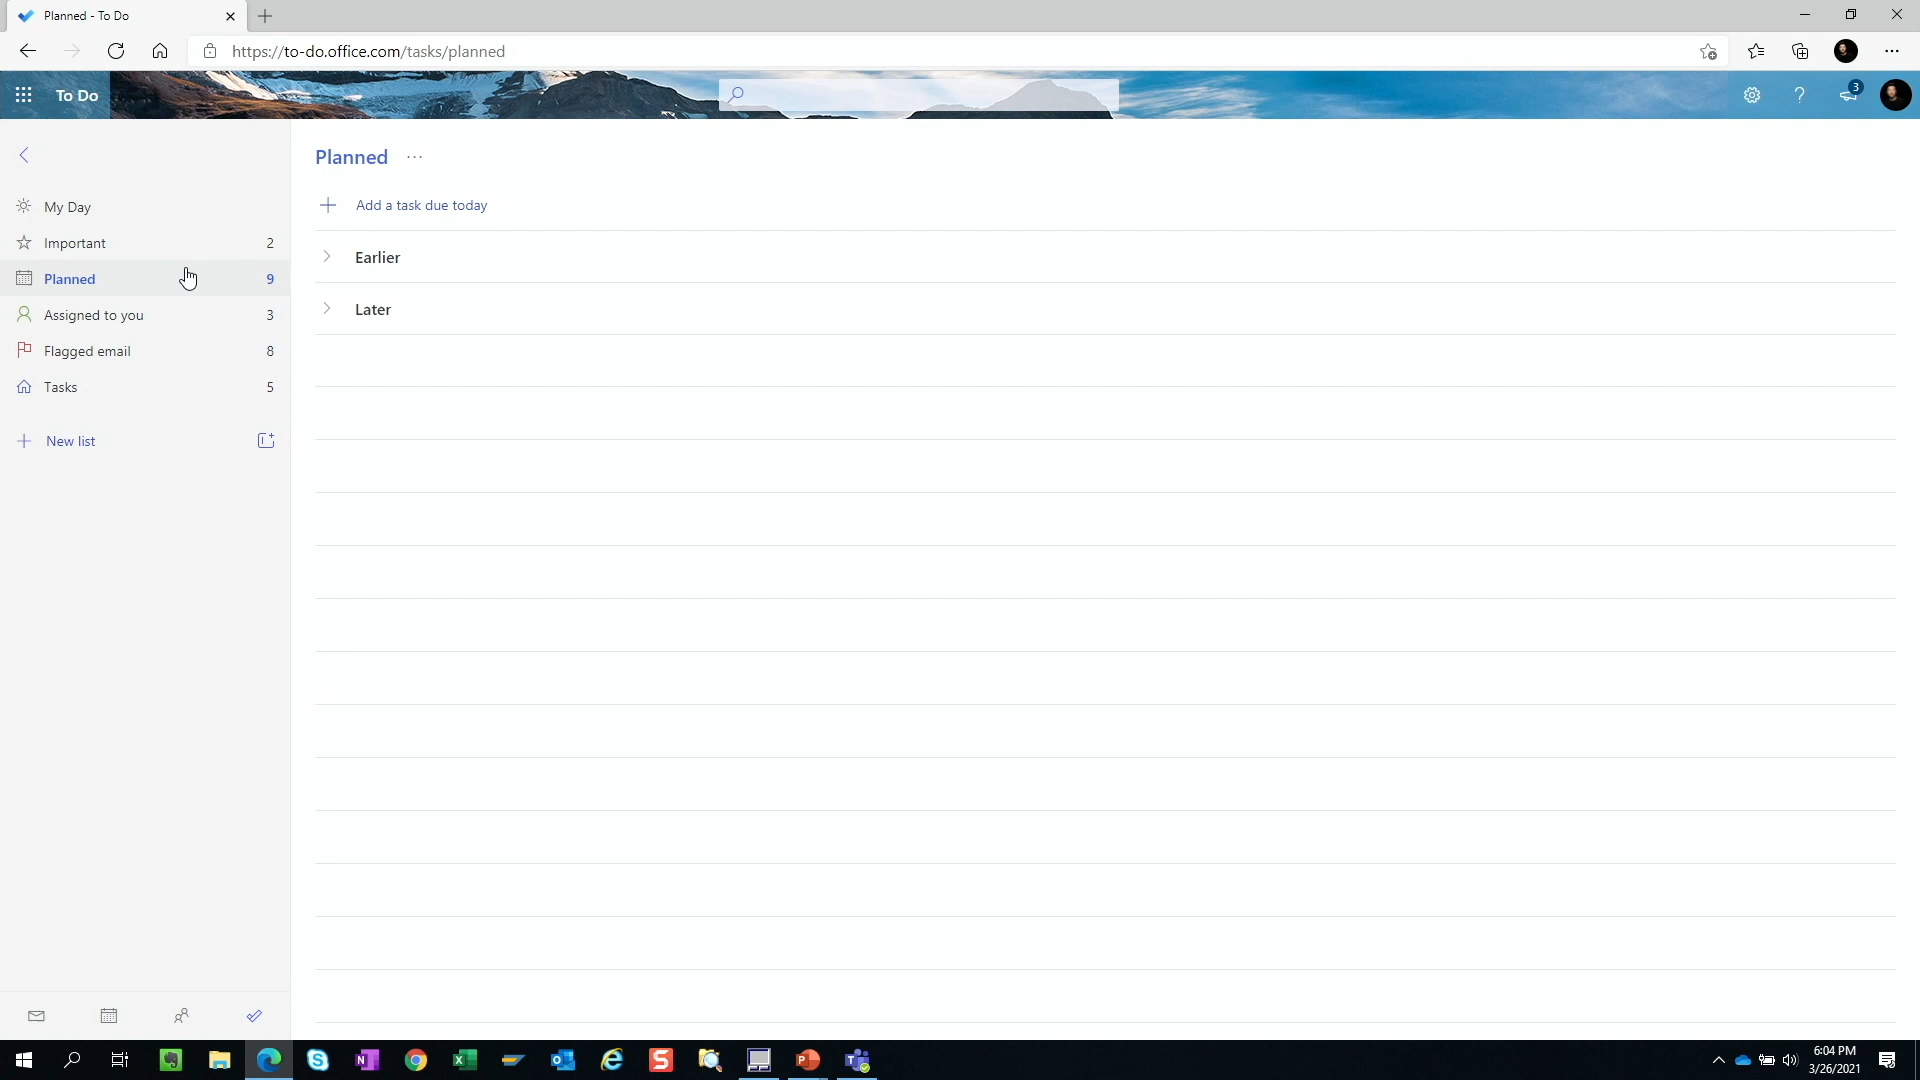 Planned - To Do
https://to-do.office.com/tasks/planned
To Do
3
Planned
My Day
Important 2
Planned 9
Assigned to you 3
Flagged email 8
Tasks 5
New list
Add a task due today
Earlier
Later
6:04 PM
3/26/2021